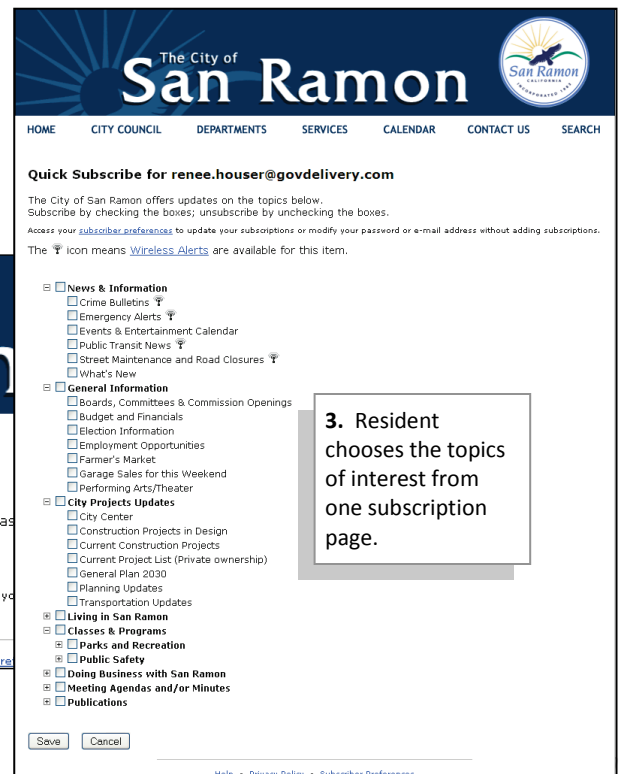 The City of
San Ramon
San Ramon
CALIFORNIA
INCORPORATED 1983
HOME CITY COUNCIL DEPARTMENTS SERVICES CALENDAR CONTACT US SEARCH
Quick Subscribe for renee.houser@govdelivery.com
The City of San Ramon offers updates on the topics below.
Subscribe by checking the boxes; unsubscribe by unchecking the boxes.
Access your subscriber preferences to update your subscriptions or modify your password or e-mail address without adding subscriptions.
The icon means Wireless Alerts are available for this item.
News & Information
Crime Bulletins
Emergency Alerts
Events & Entertainment Calendar
Public Transit News
Street Maintenance and Road Closures
What's New
General Information
Boards, Committees & Commission Openings
Budget and Financials
Election Information
Employment Opportunities
Farmer's Market
Garage Sales for this Weekend
Performing Arts/Theater
City Projects Updates
City Center
Construction Projects in Design
Current Construction Projects
Current Project List (Private ownership)
General Plan 2030
Planning Updates
Transportation Updates
Living in San Ramon
Classes & Programs
Parks and Recreation
Public Safety
Doing Business with San Ramon
Meeting Agendas and/or Minutes
Publications
3. Resident
chooses the topics
of interest from
one subscription
page.
Save Cancel
Help • Privacy Policy • Subscriber Preferences